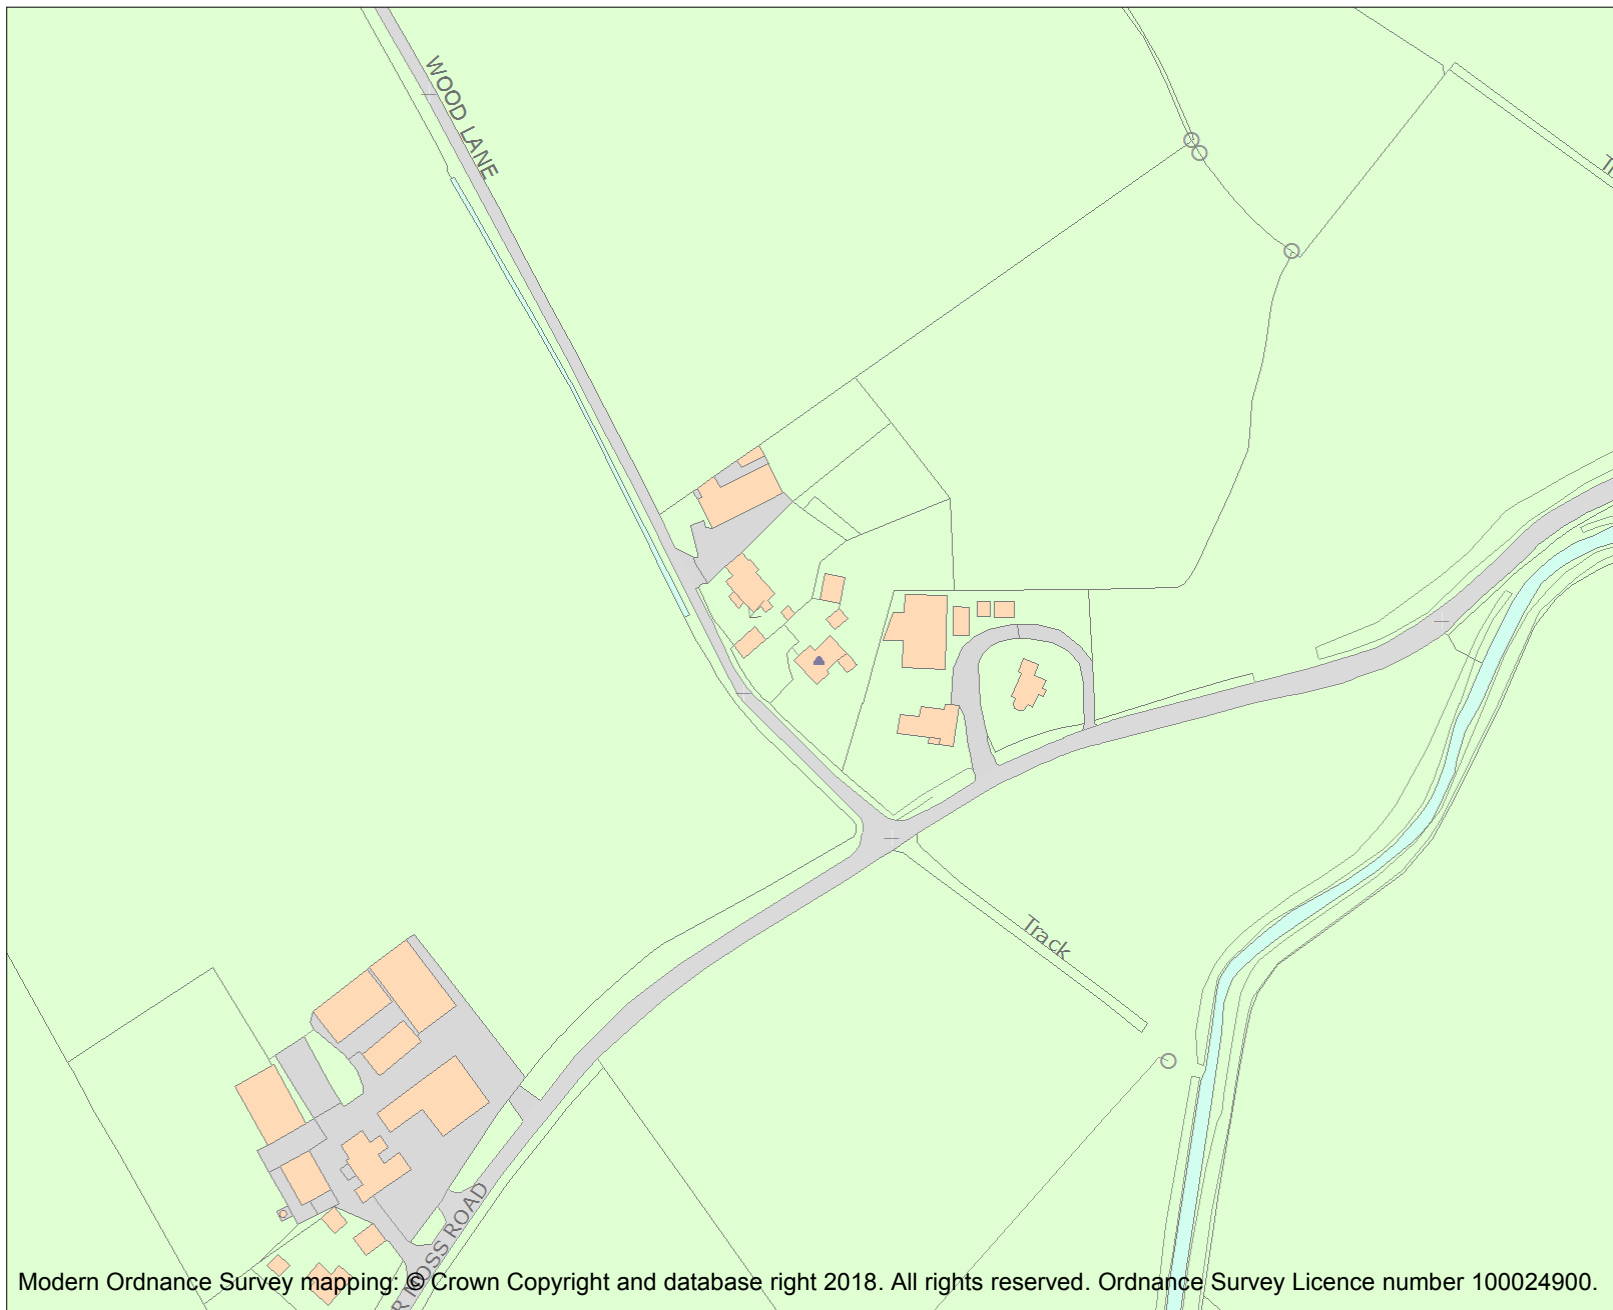 WOOD LANE
Track
R MOSS ROAD
Modern Ordnance Survey mapping: © Crown Copyright and database right 2018. All rights reserved. Ordnance Survey Licence number 100024900.